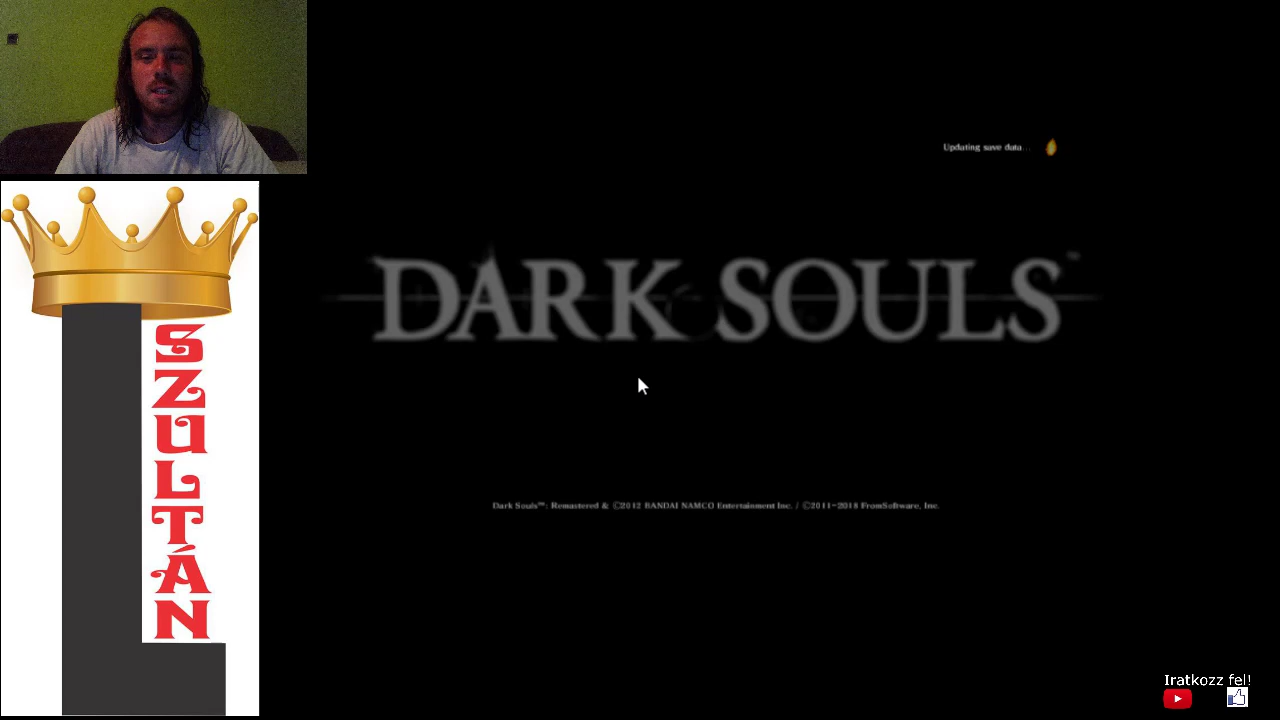 Updating save data...
DARK SOULS™
L
SZULTÁN
Dark Souls™: Remastered & ©2012 BANDAI NAMCO Entertainment Inc. / ©2011-2018 FromSoftware, Inc.
Iratkozz fel!